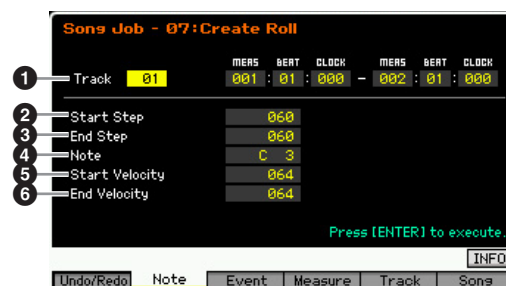 Song Job - 07:Create Roll
MEAS BEAT CLOCK MEAS BEAT CLOCK
1 Track 01 001 : 01 : 000 - 002 : 01 : 000
2 Start Step 060
3 End Step 060
4 Note C 3
5 Start Velocity 064
6 End Velocity 064
Press [ENTER] to execute.
INFO
Undo/Redo Note Event Measure Track Song